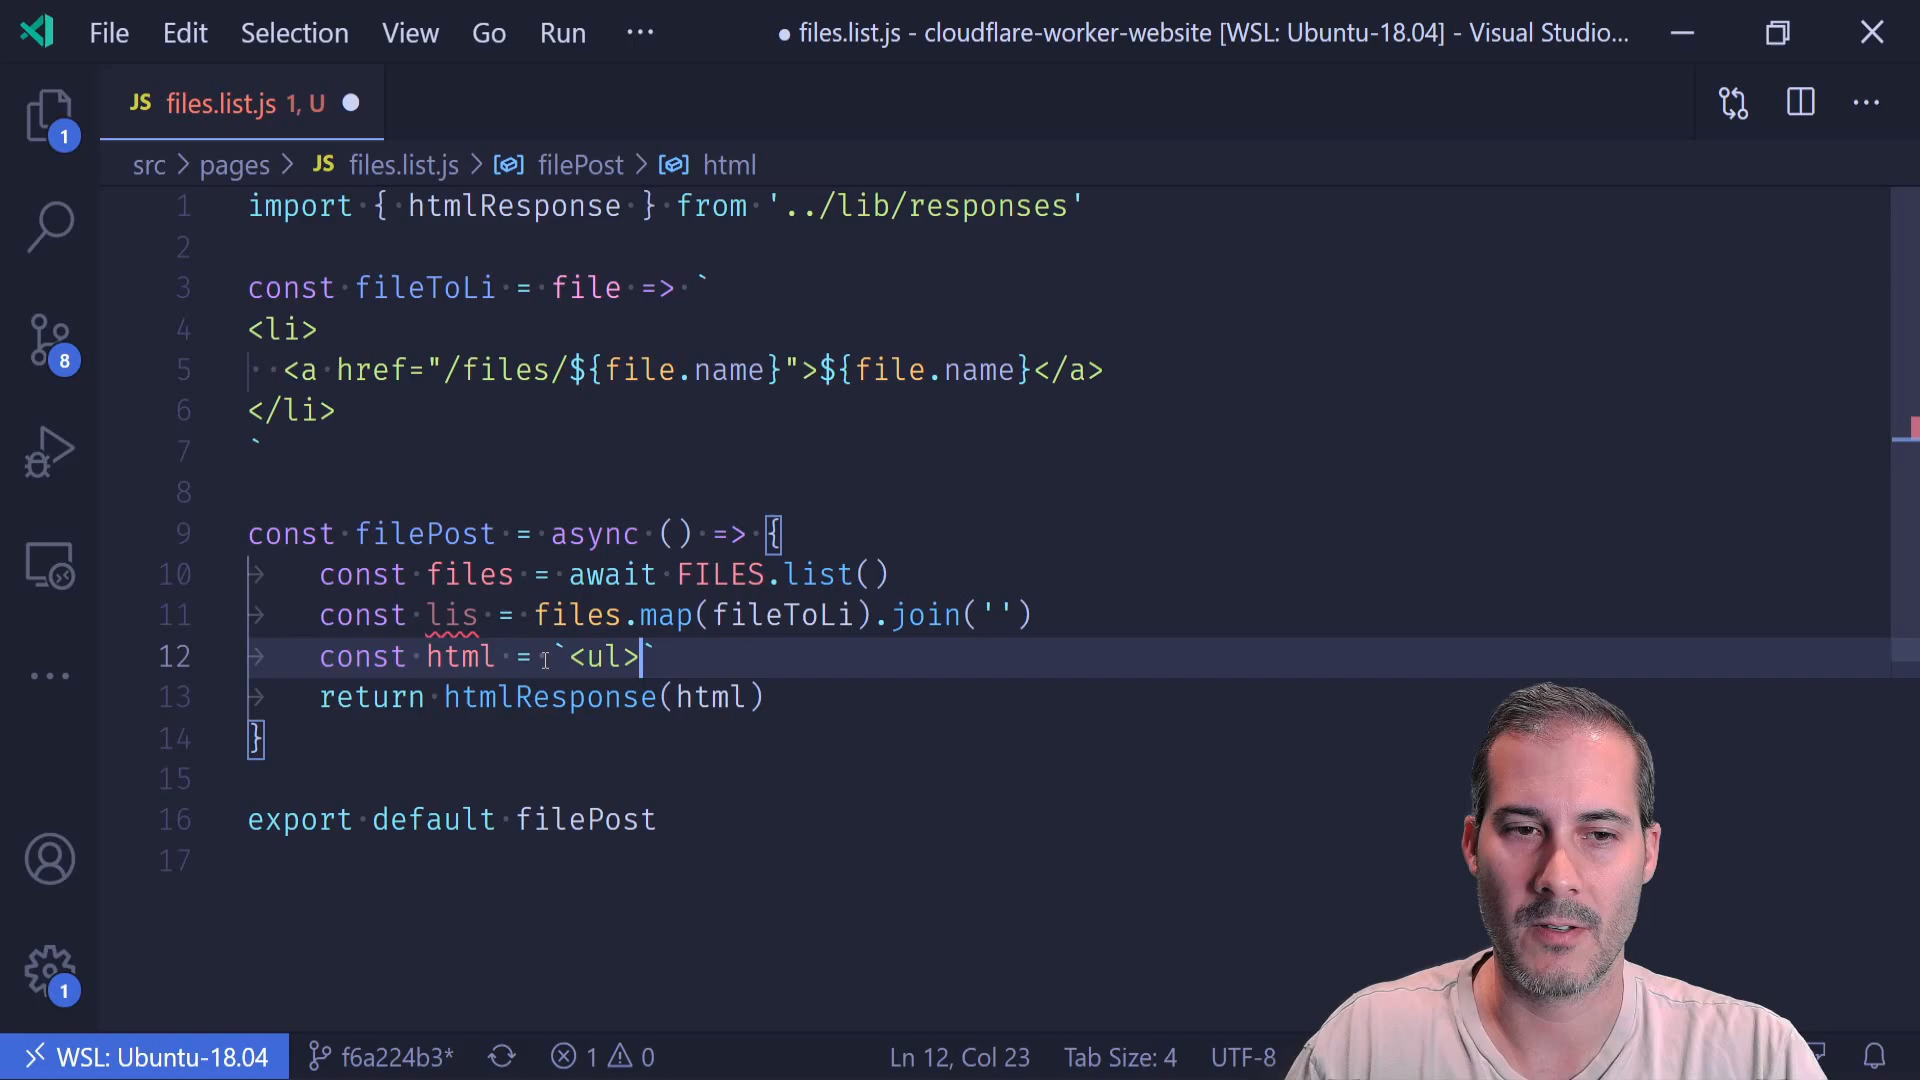 File Edit Selection View Go Run ··· ● files.list.js - cloudflare-worker-website [WSL: Ubuntu-18.04] - Visual Studio...
JS files.list.js 1, U
1
src > pages > JS files.list.js > filePost > html
1 import { htmlResponse } from '../lib/responses'
2
3 const fileToLi = file => `
4 <li>
5 <a href="/files/${file.name}">${file.name}</a>
6 </li>
7 `
8
9 const filePost = async () => {
10 const files = await FILES.list()
11 const lis = files.map(fileToLi).join('')
12 const html = `<ul>`
13 return htmlResponse(html)
14 }
15
16 export default filePost
17
8
1
WSL: Ubuntu-18.04 f6a224b3* 1 0 Ln 12, Col 23 Tab Size: 4 UTF-8